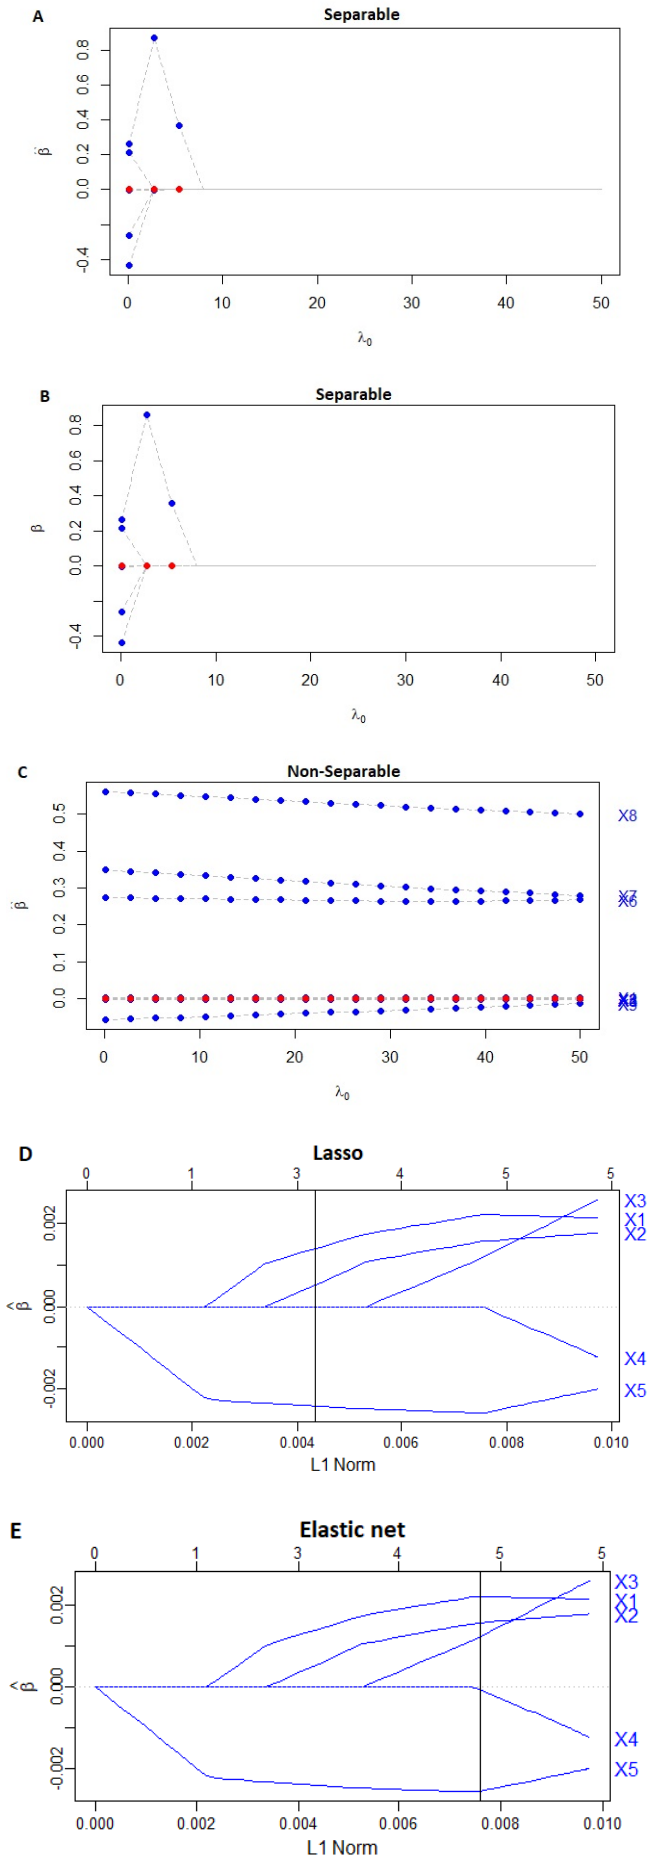 A
Separable
0.8
0.6
0.4
0.2
0.0
-0.4
β̈
0 10 20 30 40 50
λ0
B
Separable
0.8
0.6
0.4
0.2
0.0
-0.4
β
0 10 20 30 40 50
λ0
C
Non-Separable
0.5
0.4
0.3
0.2
0.1
0.0
β̈
X8
X7
X6
0 10 20 30 40 50
λ0
D
Lasso
0 1 3 4 5 5
0.002
0.000
-0.002
β̂
X3
X1
X2
X4
X5
0.000 0.002 0.004 0.006 0.008 0.010
L1 Norm
E
Elastic net
0 1 3 4 5 5
0.002
0.000
-0.002
β̂
X3
X1
X2
X4
X5
0.000 0.002 0.004 0.006 0.008 0.010
L1 Norm